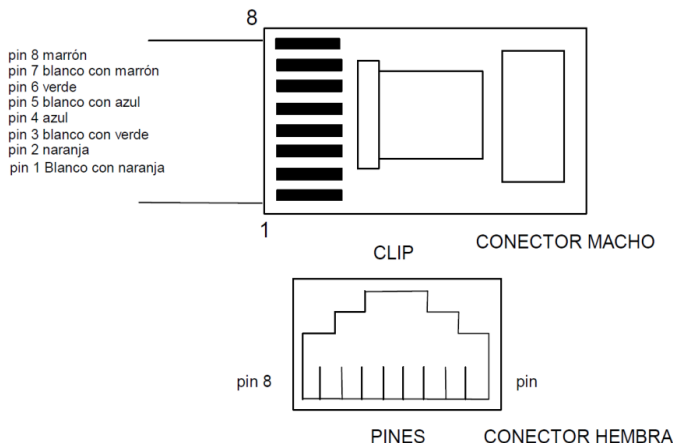 8
pin 8 marrón
pin 7 blanco con marrón
pin 6 verde
pin 5 blanco con azul
pin 4 azul
pin 3 blanco con verde
pin 2 naranja
pin 1 Blanco con naranja
1
CONECTOR MACHO
CLIP
pin 8
pin
PINES
CONECTOR HEMBRA